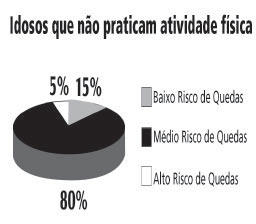 Idosos que não praticam atividade física
5% 15%
Baixo Risco de Quedas
Médio Risco de Quedas
Alto Risco de Quedas
80%